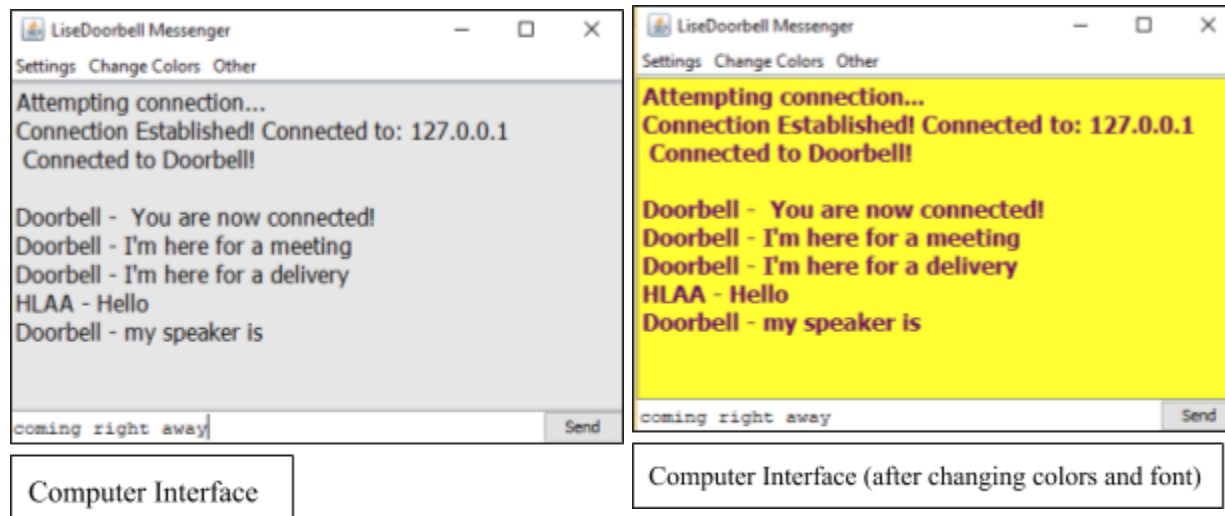 LiseDoorbell Messenger
Settings Change Colors Other
Attempting connection...
Connection Established! Connected to: 127.0.0.1
Connected to Doorbell!
Doorbell - You are now connected!
Doorbell - I'm here for a meeting
Doorbell - I'm here for a delivery
HLAA - Hello
Doorbell - my speaker is
coming right away
Send
Computer Interface
LiseDoorbell Messenger
Settings Change Colors Other
Attempting connection...
Connection Established! Connected to: 127.0.0.1
Connected to Doorbell!
Doorbell - You are now connected!
Doorbell - I'm here for a meeting
Doorbell - I'm here for a delivery
HLAA - Hello
Doorbell - my speaker is
coming right away
Send
Computer Interface (after changing colors and font)